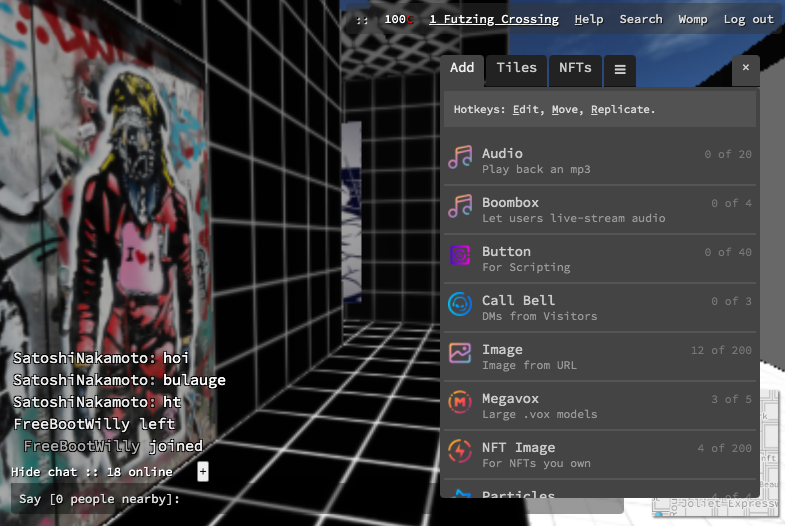 :: 100C 1 Futzing Crossing Help Search Womp Log out
Add Tiles NFTs ☰ ×
Hotkeys: Edit, Move, Replicate.
Audio 0 of 20
Play back an mp3
Boombox 0 of 4
Let users live-stream audio
Button 0 of 40
For Scripting
Call Bell 0 of 3
DMs from Visitors
Image 12 of 200
Image from URL
Megavox 3 of 5
Large .vox models
NFT Image 4 of 200
For NFTs you own
Particles 4 of 4
I ♥
SatoshiNakamoto: hoi
SatoshiNakamoto: bulauge
SatoshiNakamoto: ht
FreeBootWilly left
FreeBootWilly joined
Hide chat :: 18 online +
Say [0 people nearby]:
Joliet Expressw